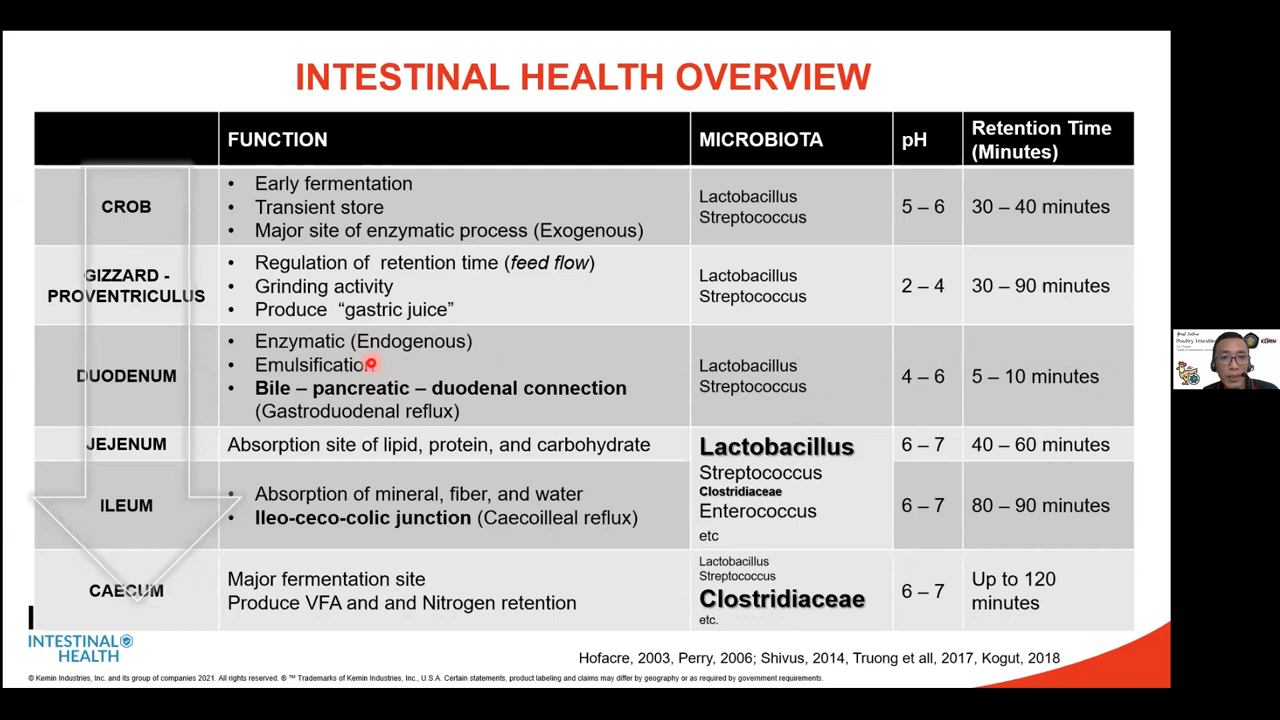 INTESTINAL HEALTH OVERVIEW
FUNCTION MICROBIOTA pH Retention Time (Minutes)
CROB
• Early fermentation
• Transient store
• Major site of enzymatic process (Exogenous)
Lactobacillus
Streptococcus
5 – 6
30 – 40 minutes
GIZZARD -
PROVENTRICULUS
• Regulation of retention time (feed flow)
• Grinding activity
• Produce “gastric juice”
Lactobacillus
Streptococcus
2 – 4
30 – 90 minutes
DUODENUM
• Enzymatic (Endogenous)
• Emulsification
• Bile – pancreatic – duodenal connection
(Gastroduodenal reflux)
Lactobacillus
Streptococcus
4 – 6
5 – 10 minutes
JEJENUM
Absorption site of lipid, protein, and carbohydrate
Lactobacillus
Streptococcus
Clostridiaceae
Enterococcus
etc
6 – 7
40 – 60 minutes
ILEUM
• Absorption of mineral, fiber, and water
• Ileo-ceco-colic junction (Caecoilleal reflux)
6 – 7
80 – 90 minutes
CAECUM
Major fermentation site
Produce VFA and and Nitrogen retention
Lactobacillus
Streptococcus
Clostridiaceae
etc.
6 – 7
Up to 120
minutes
INTESTINAL
HEALTH
Hofacre, 2003, Perry, 2006; Shivus, 2014, Truong et all, 2017, Kogut, 2018
© Kemin Industries, Inc. and its group of companies 2021. All rights reserved. ® ™ Trademarks of Kemin Industries, Inc., U.S.A. Certain statements, product labeling and claims may differ by geography or as required by government requirements.
Guest Lecture
Poultry Intestin
KEMIN